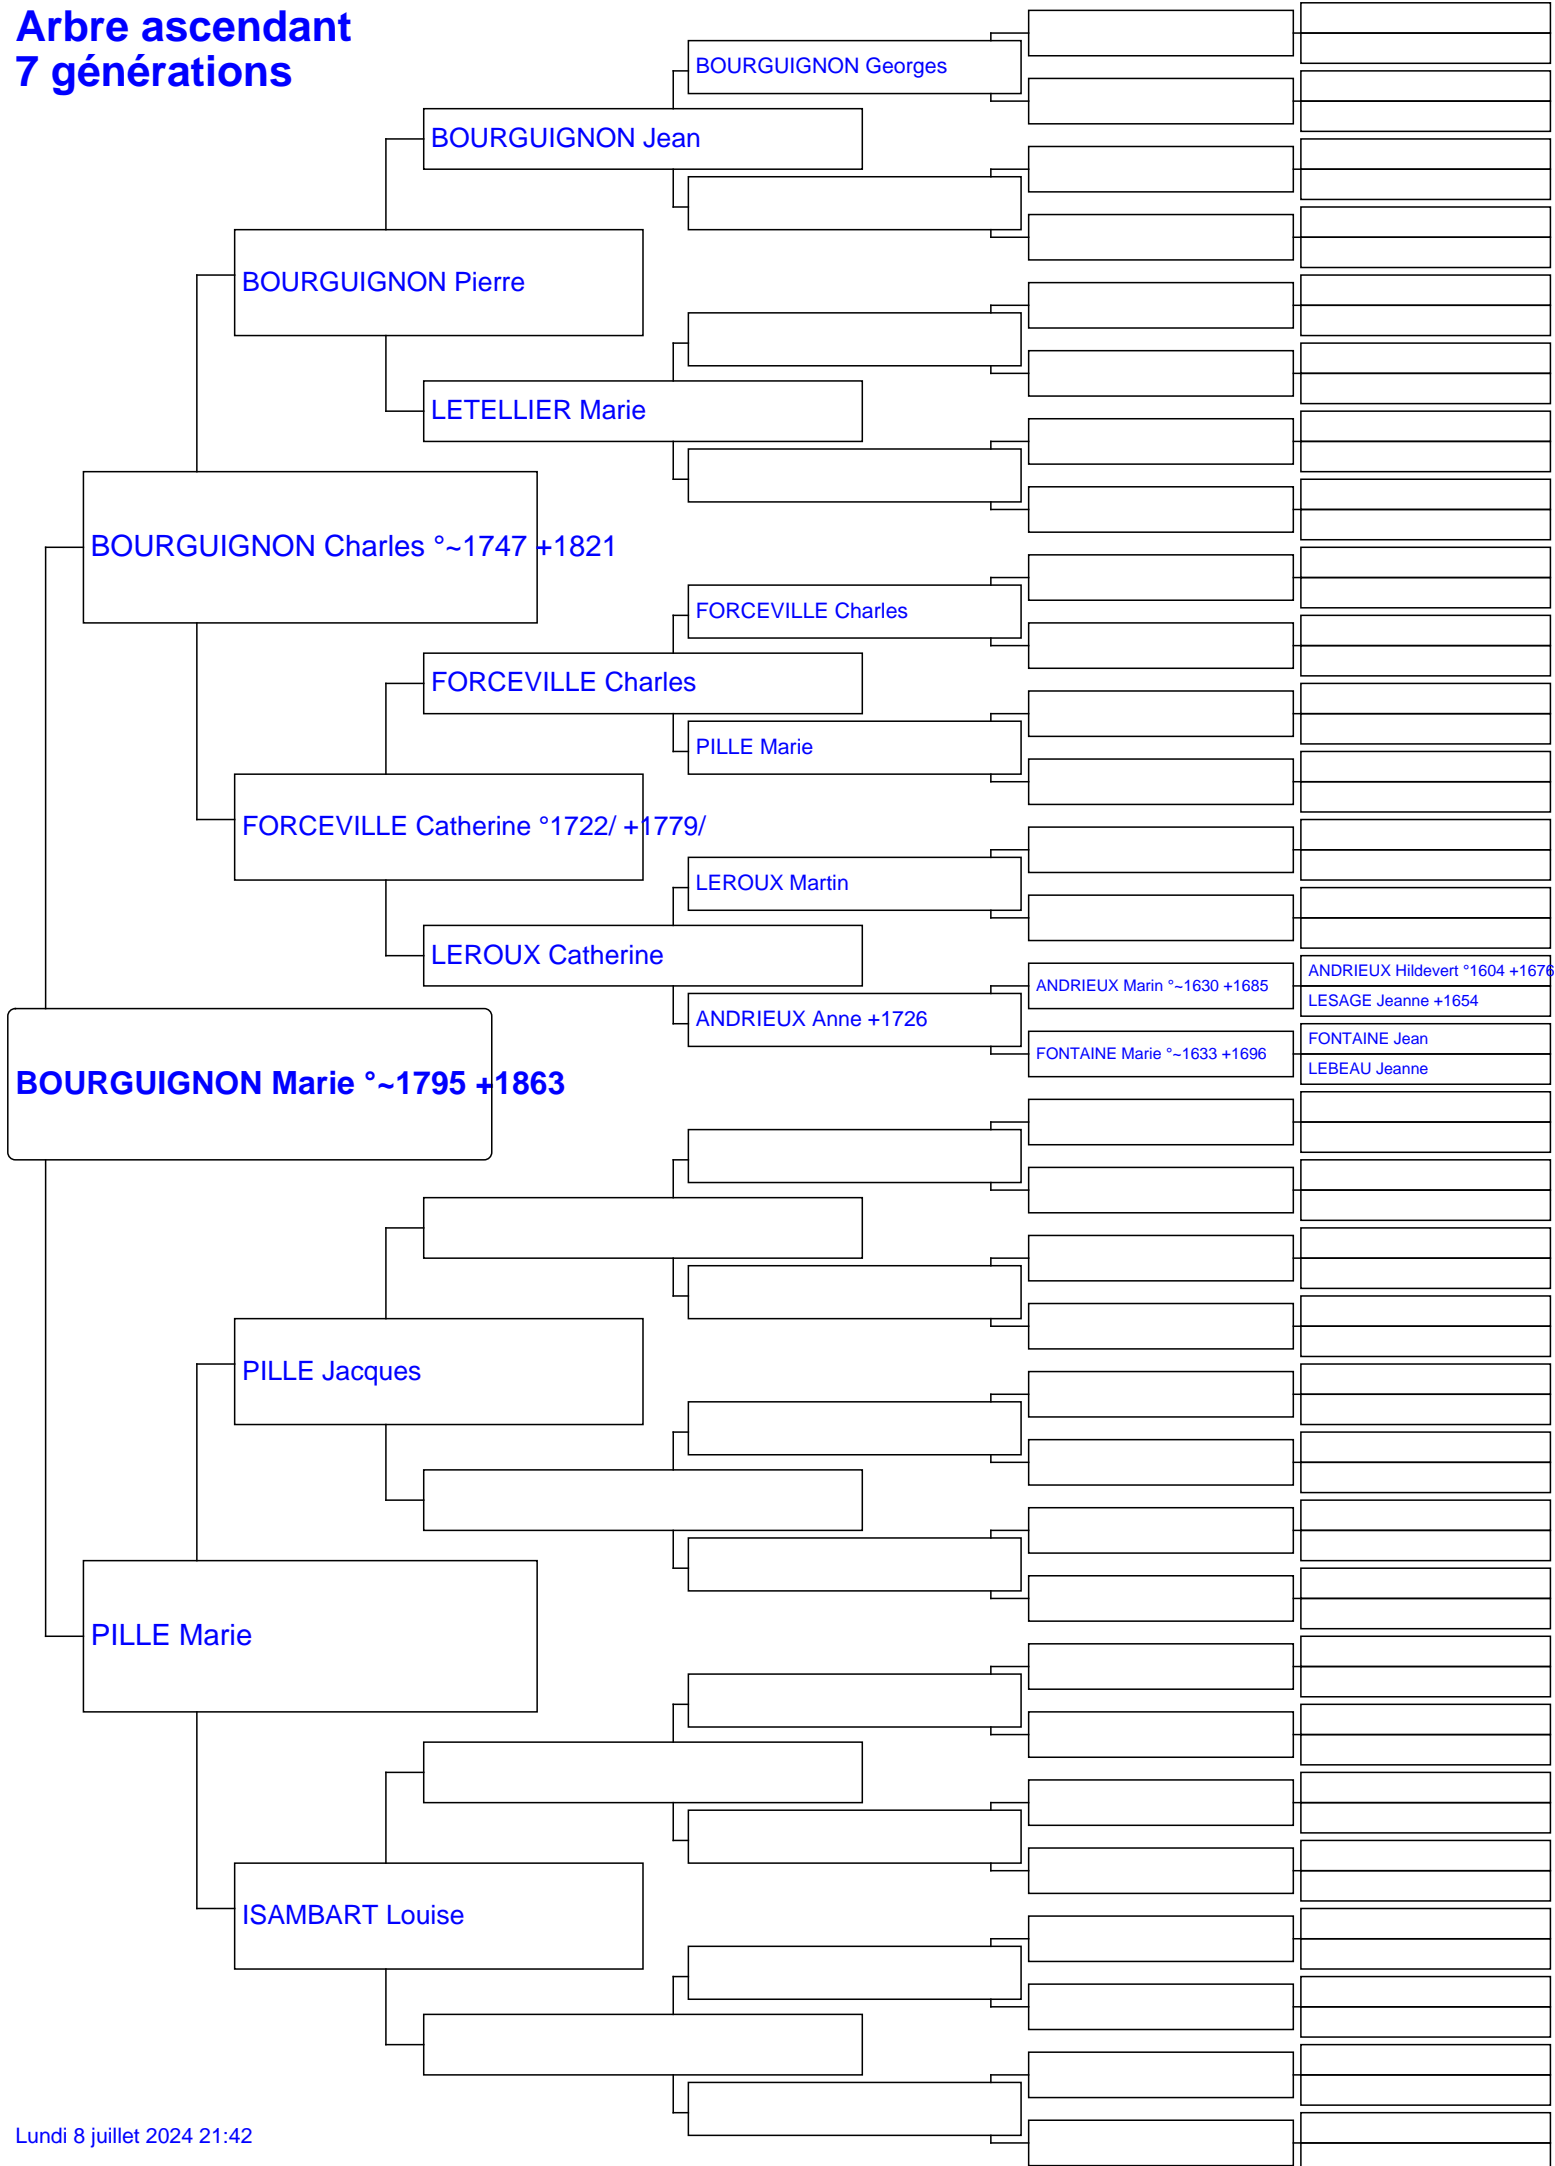 Arbre ascendant
7 générations
BOURGUIGNON Georges
BOURGUIGNON Jean
BOURGUIGNON Pierre
LETELLIER Marie
BOURGUIGNON Charles °~1747 +1821
FORCEVILLE Charles
FORCEVILLE Charles
PILLE Marie
FORCEVILLE Catherine °1722/ +1779/
LEROUX Martin
LEROUX Catherine
ANDRIEUX Hildevert °1604 +1676
ANDRIEUX Marin °~1630 +1685
LESAGE Jeanne +1654
ANDRIEUX Anne +1726
FONTAINE Jean
FONTAINE Marie °~1633 +1696
LEBEAU Jeanne
BOURGUIGNON Marie °~1795 +1863
PILLE Jacques
PILLE Marie
ISAMBART Louise
Lundi 8 juillet 2024 21:42